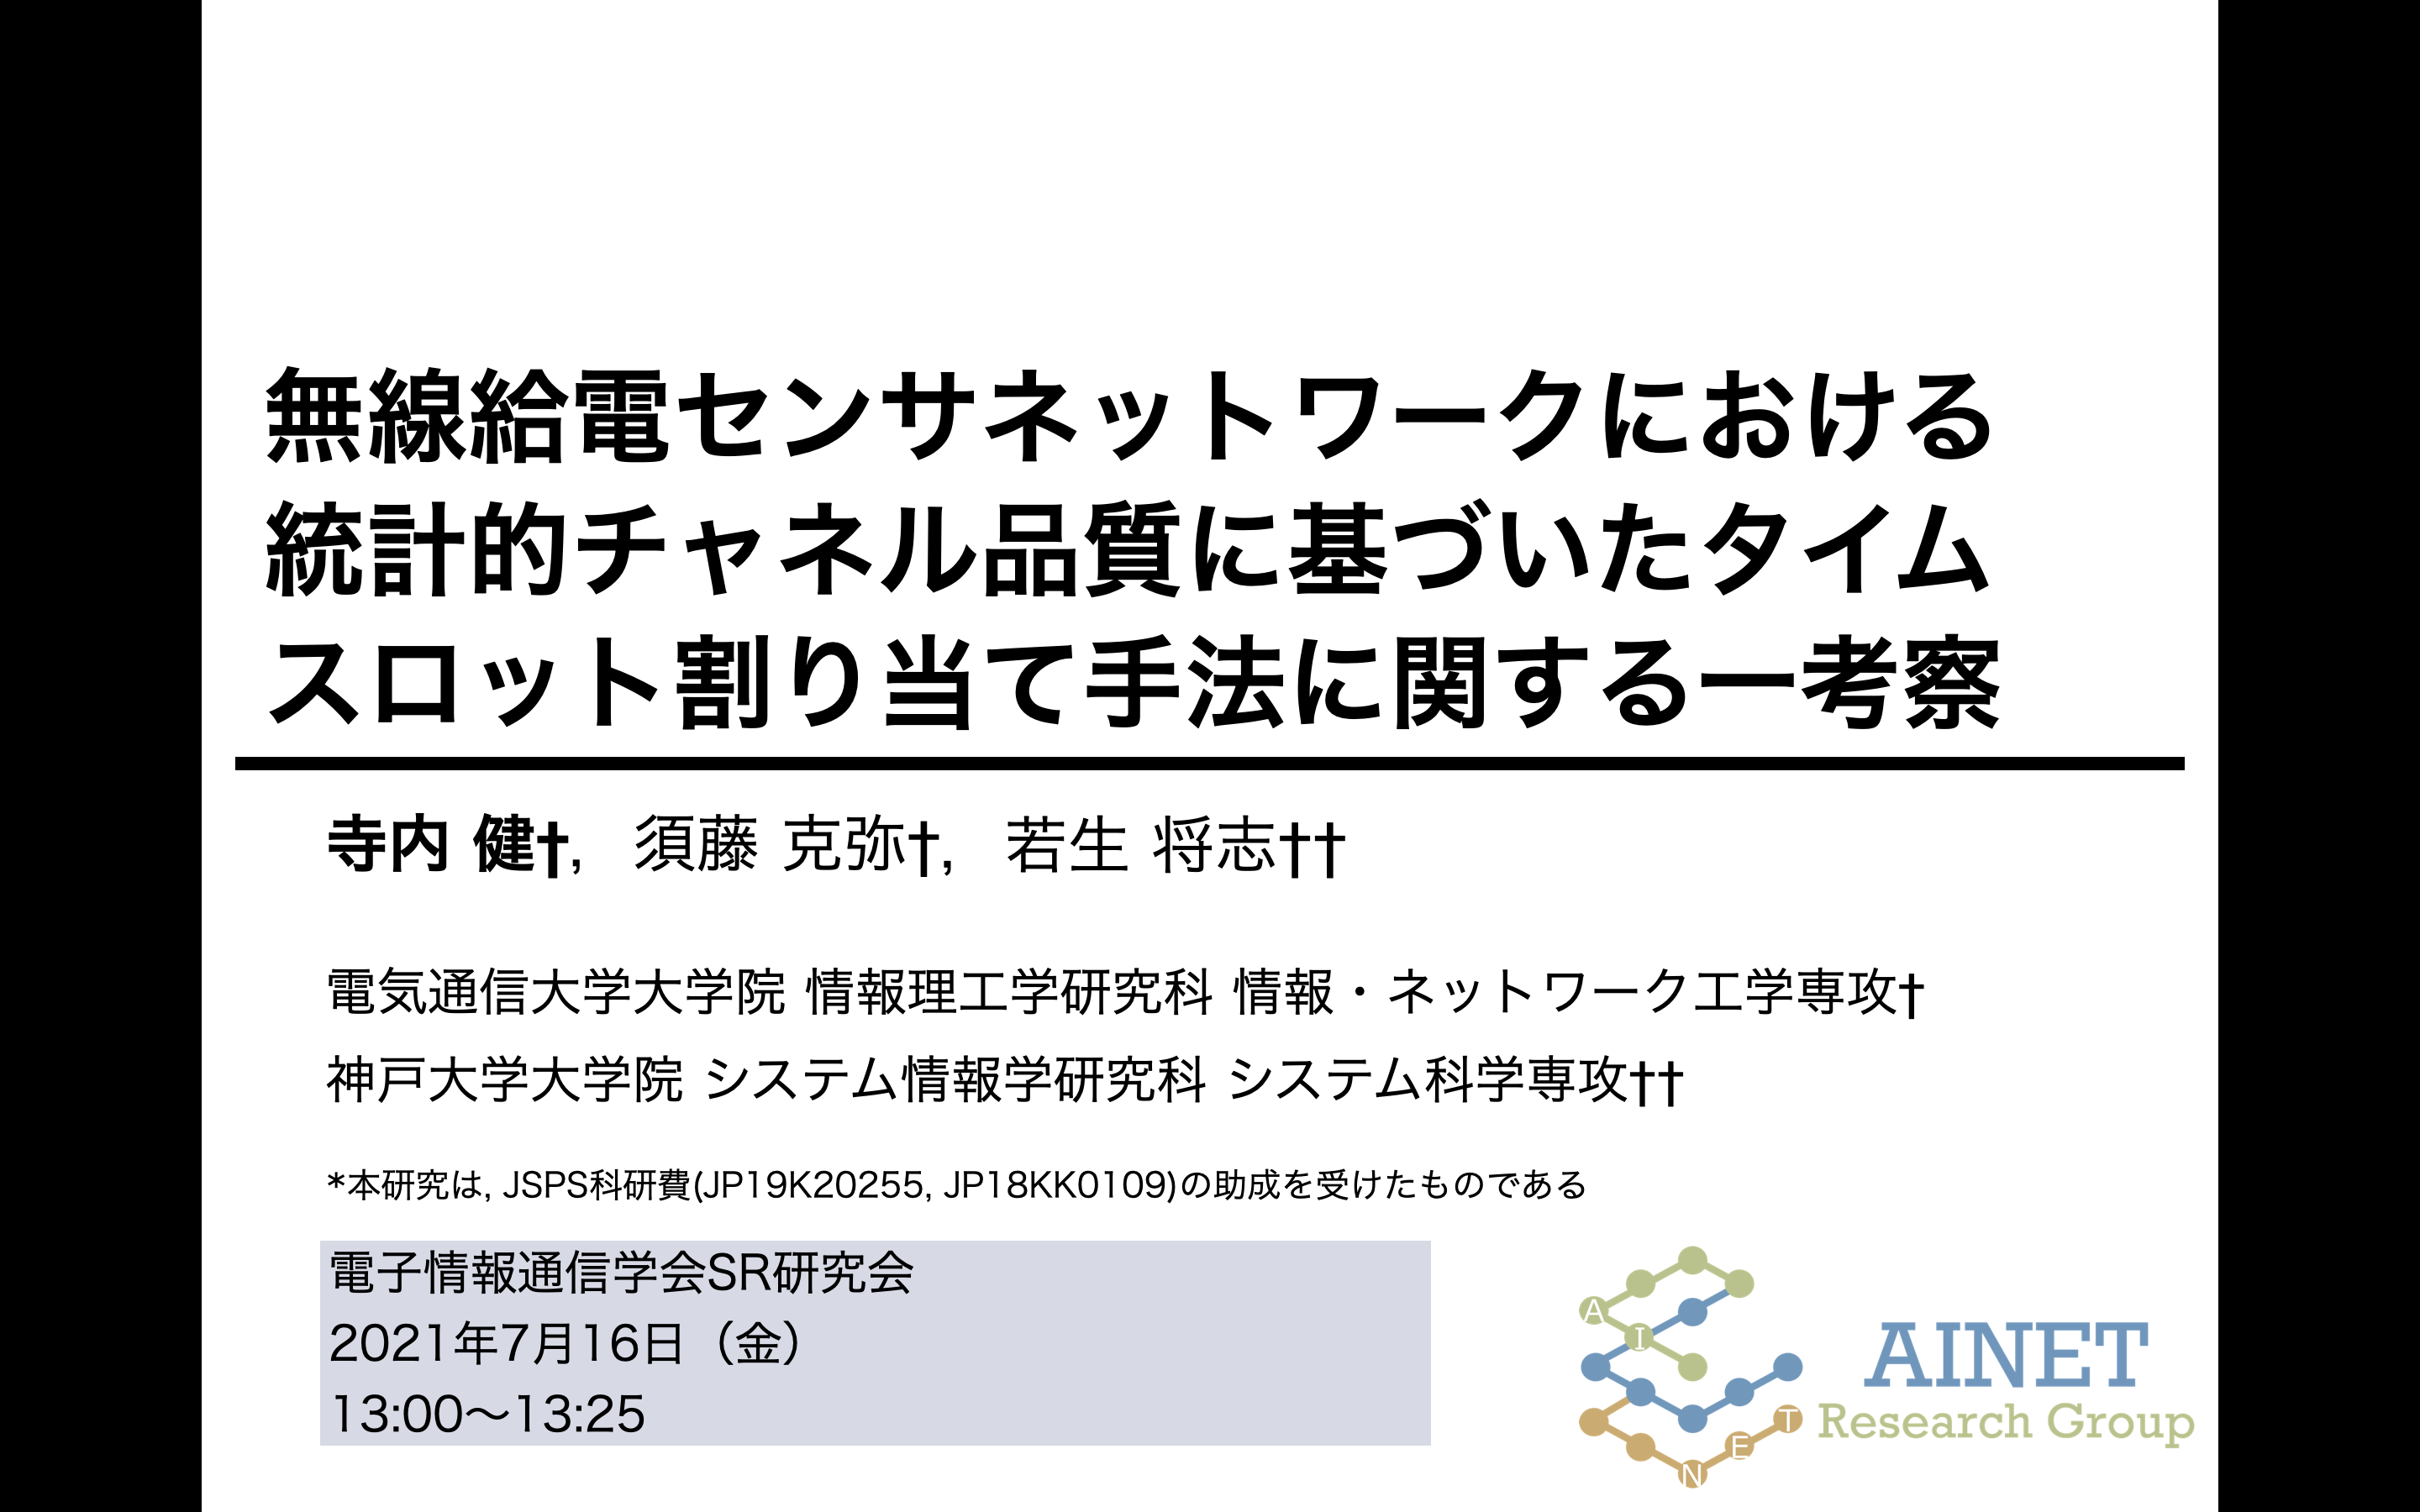 無線給電センサネットワークにおける
統計的チャネル品質に基づいたタイム
スロット割り当て手法に関する一考察
寺内 健†, 須藤 克弥†, 若生 将志††
電気通信大学大学院 情報理工学研究科 情報・ネットワーク工学専攻†
神戸大学大学院 システム情報学研究科 システム科学専攻††
*本研究は, JSPS科研費(JP19K20255, JP18KK0109)の助成を受けたものである
電子情報通信学会SR研究会
2021年7月16日（金）
13:00〜13:25
A
I
N
E
T
AINET
Research Group